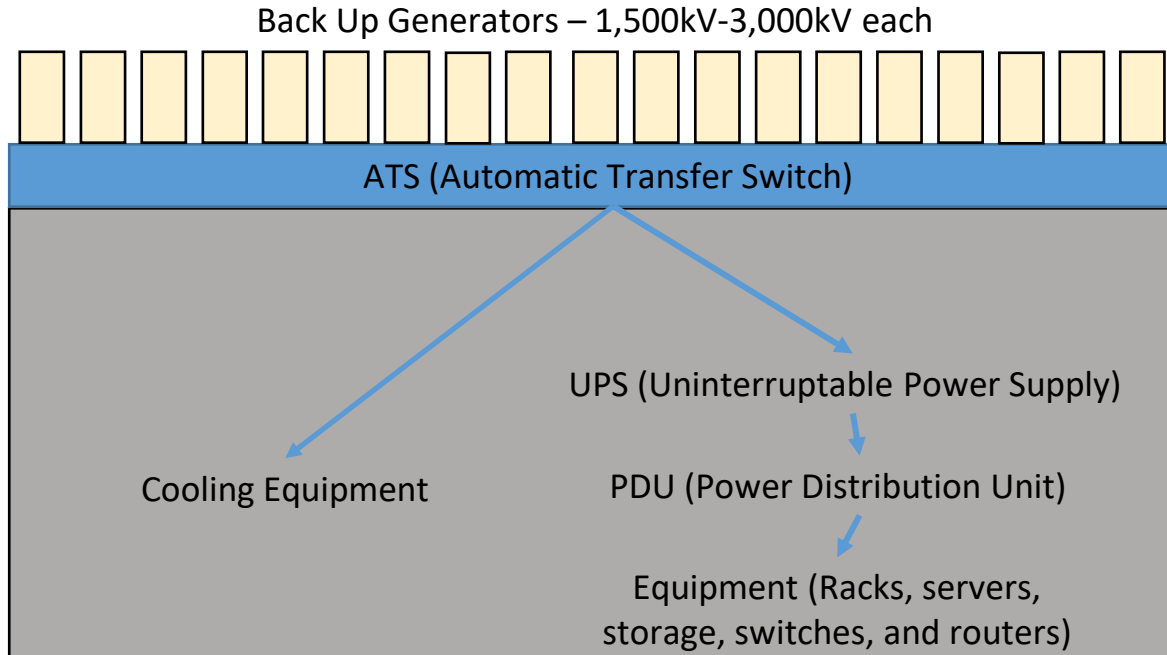 Back Up Generators – 1,500kV-3,000kV each
ATS (Automatic Transfer Switch)
UPS (Uninterruptable Power Supply)
Cooling Equipment
PDU (Power Distribution Unit)
Equipment (Racks, servers,
storage, switches, and routers)